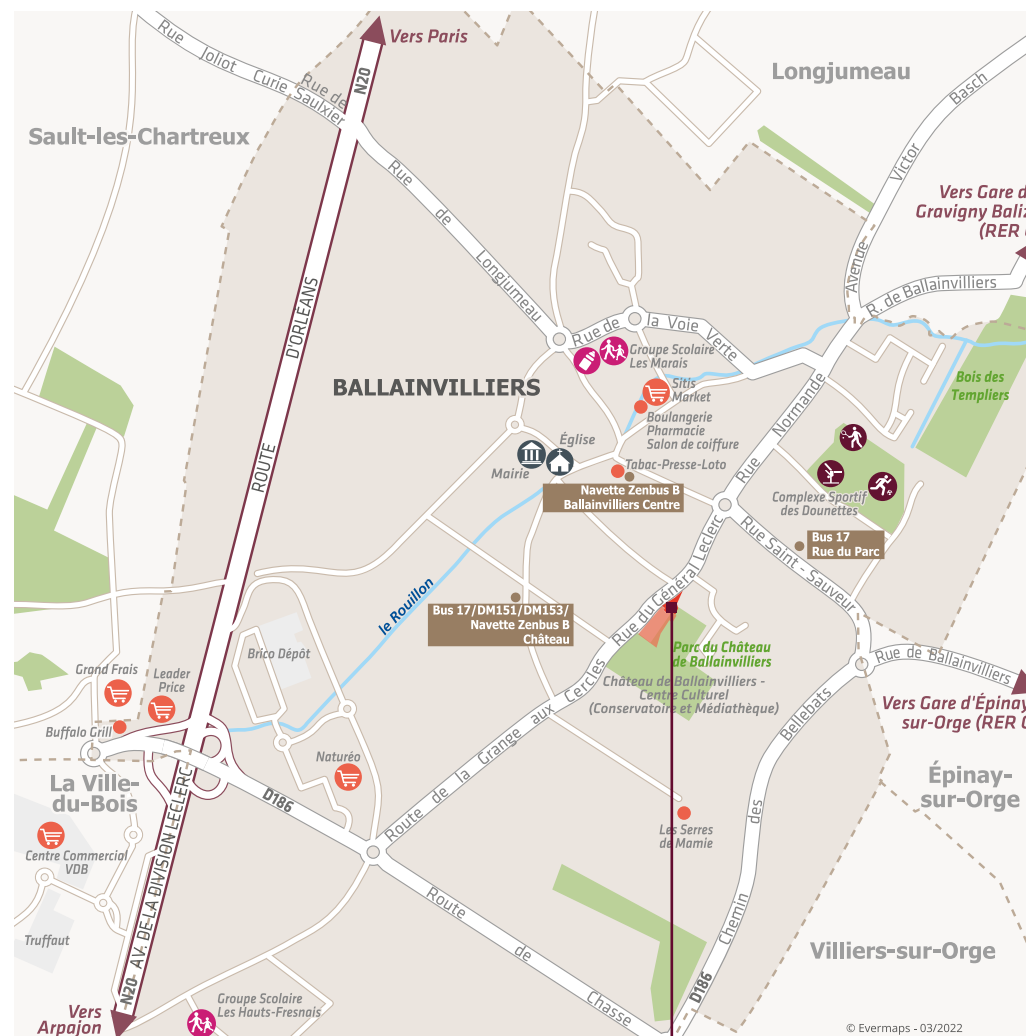 Vers Paris
N20
Rue Joliot Curie
Rue de Saulxier
Longjumeau
Sault-les-Chartreux
Rue de Longjumeau
Avenue Victor Basch
Vers Gare d
Gravigny Baliz
(RER
R. de Ballainvilliers
ROUTE D'ORLEANS
Rue de la Voie Verte
Groupe Scolaire
Les Marais
BALLAINVILLIERS
Sitis
Market
Boulangerie
Pharmacie
Salon de coiffure
Bois des
Templiers
Rue Normande
Église
Mairie
Tabac-Presse-Loto
Navette Zenbus B
Ballainvilliers Centre
Complexe Sportif
des Dounettes
Bus 17
Rue du Parc
Rue Saint - Sauveur
Rue du Général Leclerc
le Rouillon
Bus 17/DM151/DM153/
Navette Zenbus B
Château
Brico Dépôt
Parc du Château
de Ballainvilliers
Château de Ballainvilliers -
Centre Culturel
(Conservatoire et Médiathèque)
Rue de Ballainvilliers
Vers Gare d'Épinay
sur-Orge (RER
Grand Frais
Leader
Price
Buffalo Grill
Naturéo
La Ville-
du-Bois
D186
Route de la Grange aux Cercles
Épinay-
sur-Orge
Les Serres
de Mamie
Chemin des Bellebats
D186
Centre Commercial
VDB
Truffaut
N20 AV. DE LA DIVISION LECLERC
Route de Chasse
Villiers-sur-Orge
Vers
Arpajon
Groupe Scolaire
Les Hauts-Fresnais
© Evermaps - 03/2022